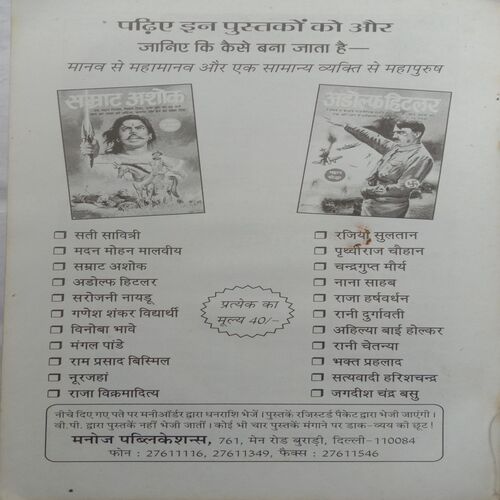 पढ़िए इन पुस्तकों को और
जानिए कि कैसे बना जाता है—
मानव से महामानव और एक सामान्य व्यक्ति से महापुरुष
सम्राट अशोक
अडोल्फ हिटलर
❒ सती सावित्री
❒ मदन मोहन मालवीय
❒ सम्राट अशोक
❒ अडोल्फ हिटलर
❒ सरोजनी नायडू
❒ गणेश शंकर विद्यार्थी
❒ विनोबा भावे
❒ मंगल पांडे
❒ राम प्रसाद बिस्मिल
❒ नूरजहां
❒ राजा विक्रमादित्य
प्रत्येक का
मूल्य 40/-
❒ रजिया सुलतान
❒ पृथ्वीराज चौहान
❒ चन्द्रगुप्त मौर्य
❒ नाना साहब
❒ राजा हर्षवर्धन
❒ रानी दुर्गावती
❒ अहिल्या बाई होल्कर
❒ रानी चेतन्या
❒ भक्त प्रहलाद
❒ सत्यवादी हरिशचन्द्र
❒ जगदीश चंद्र बसु
नीचे दिए गए पते पर मनीऑर्डर द्वारा धनराशि भेजें। पुस्तकें रजिस्टर्ड पैकेट द्वारा भेजी जाएंगी।
वी.पी. द्वारा पुस्तकें नहीं भेजी जातीं। कोई भी चार पुस्तकें मंगाने पर डाक-व्यय की छूट!
मनोज पब्लिकेशन्स, 761, मेन रोड बुराड़ी, दिल्ली-110084
फोन : 27611116, 27611349, फैक्स : 27611546